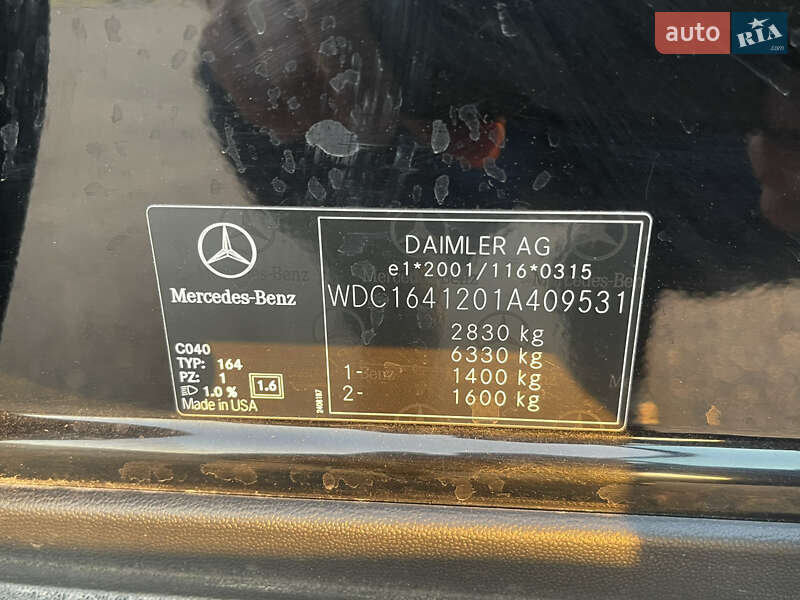 auto RIA
.com
DAIMLER AG
e1*2001/116*0315
WDC1641201A409531
2830 kg
6330 kg
1- 1400 kg
2- 1600 kg
Mercedes-Benz
C040
TYP: 164
PZ: 1
1.0 % 1.6
Made in USA